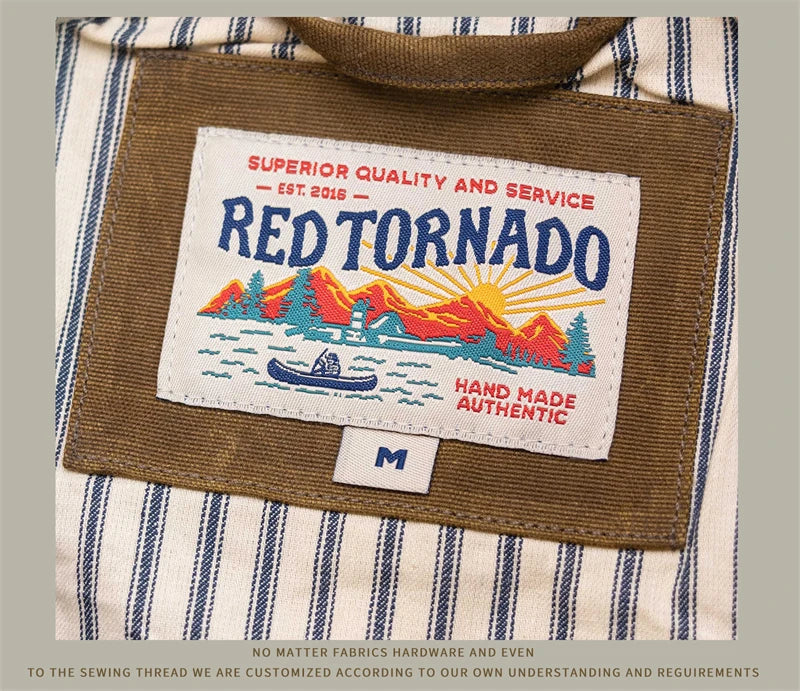 SUPERIOR QUALITY AND SERVICE
— EST. 2016 —
RED TORNADO
HAND MADE
AUTHENTIC
M
NO MATTER FABRICS HARDWARE AND EVEN
TO THE SEWING THREAD WE ARE CUSTOMIZED ACCORDING TO OUR OWN UNDERSTANDING AND REGUIREMENTS